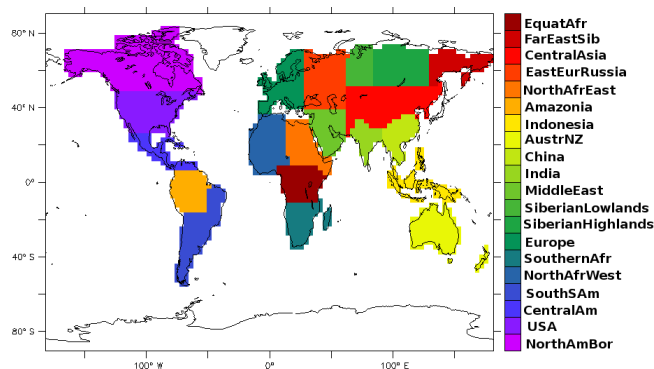 80° N
40° N
0°
40° S
80° S
100° W
0°
100° E
EquatAfr
FarEastSib
CentralAsia
EastEurRussia
NorthAfrEast
Amazonia
Indonesia
AustrNZ
China
India
MiddleEast
SiberianLowlands
SiberianHighlands
Europe
SouthernAfr
NorthAfrWest
SouthSAm
CentralAm
USA
NorthAmBor